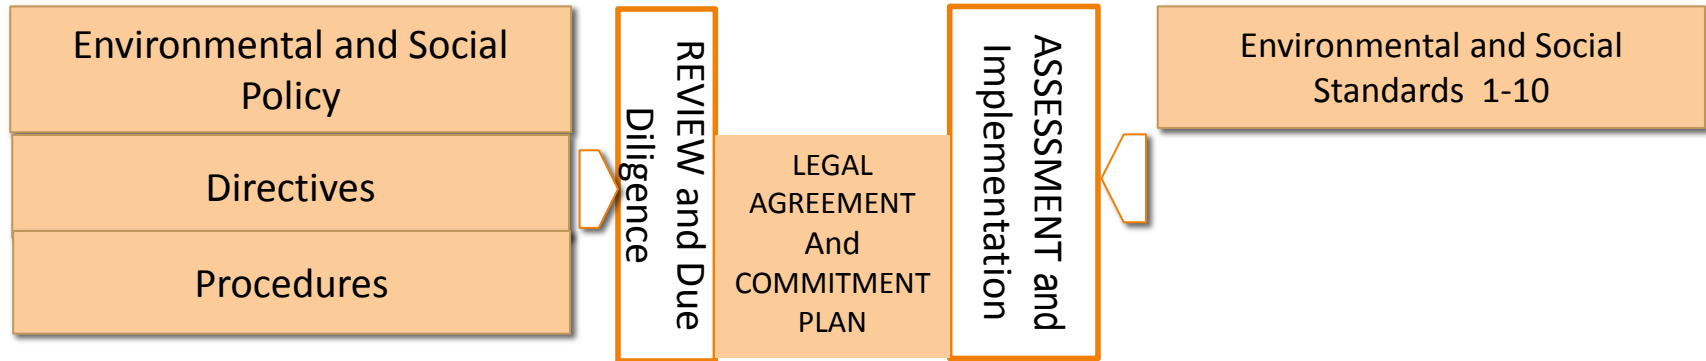 Environmental and Social
Policy
Directives
Procedures
REVIEW and Due
Diligence
LEGAL
AGREEMENT
And
COMMITMENT
PLAN
ASSESSMENT and
Implementation
Environmental and Social
Standards 1-10